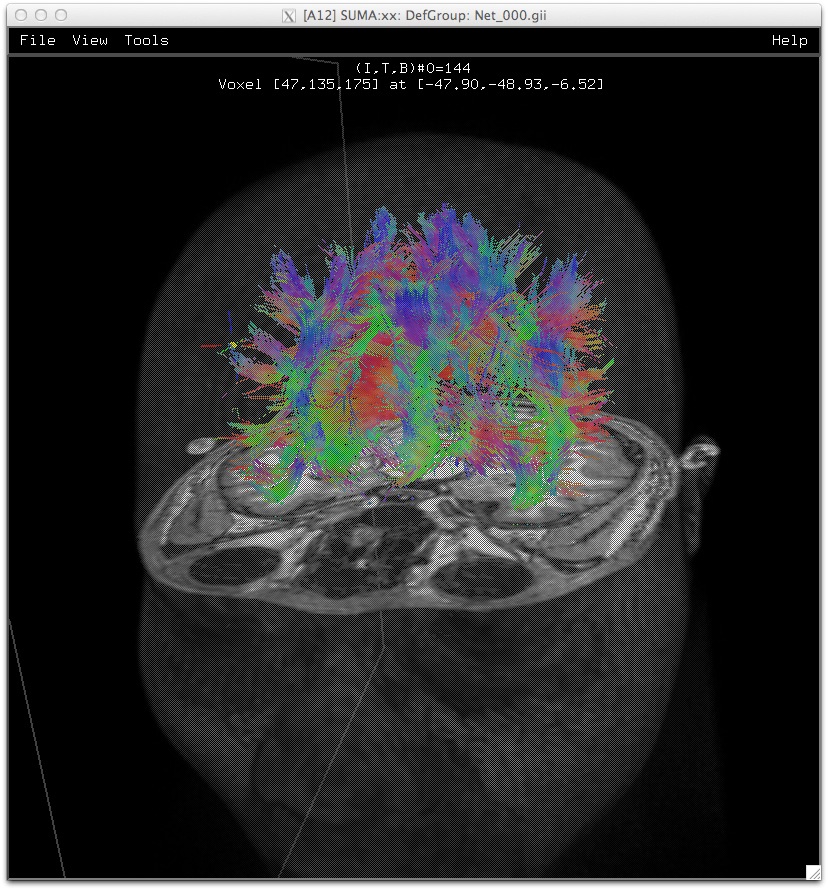 [A12] SUMA:xx: DefGroup: Net_000.gii
File View Tools Help
(I,T,B)#0=144
Voxel [47,135,175] at [-47.90,-48.93,-6.52]